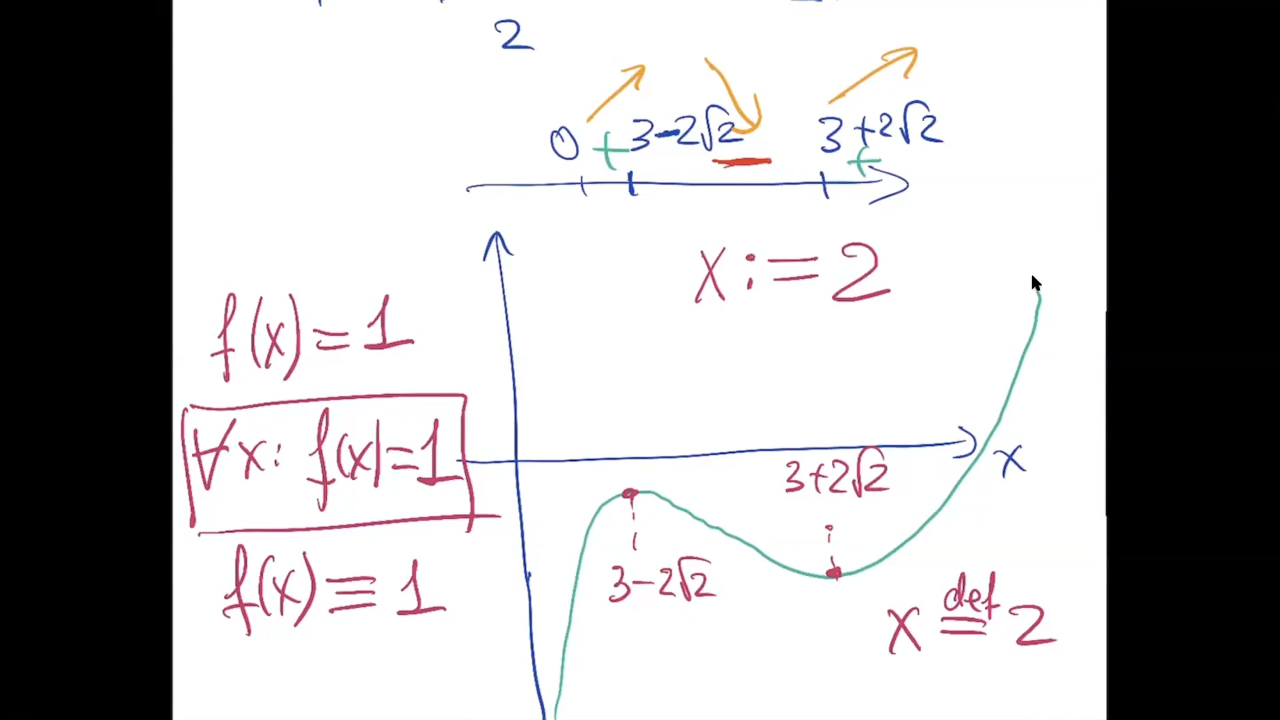 2
0 + 3-2√2 3+2√2
+
x := 2
f(x) = 1
∀x: f(x)=1
3+2√2
x
3-2√2
f(x) ≡ 1
def
x = 2